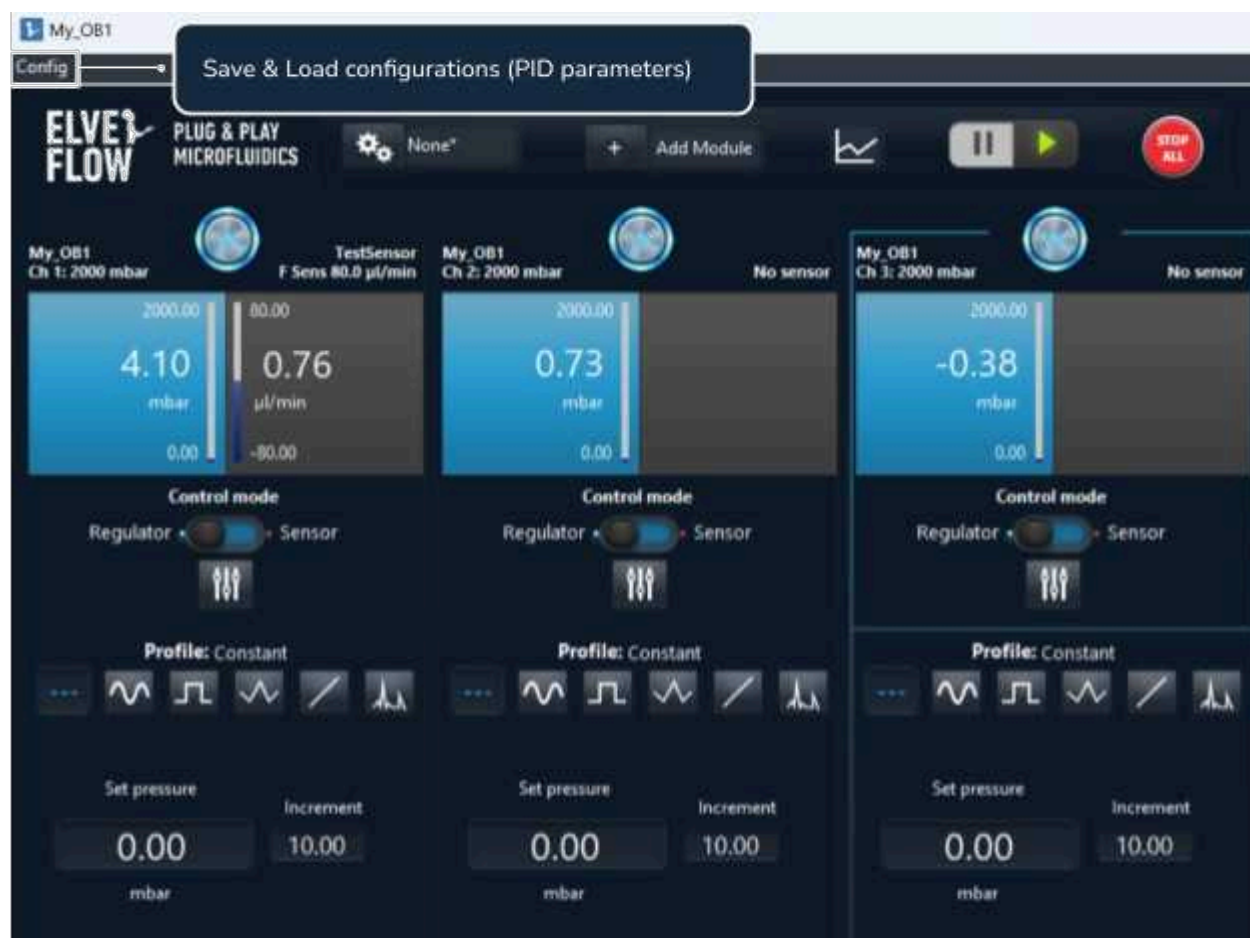 My_OB1
Config
Save & Load configurations (PID parameters)
ELVE
FLOW
PLUG & PLAY
MICROFLUIDICS
None*
+ Add Module
STOP
ALL
My_OB1
Ch 1: 2000 mbar
TestSensor
F Sens 80.0 µl/min
2000.00
80.00
4.10
0.76
mbar
µl/min
0.00
-80.00
Control mode
Regulator
Sensor
Profile: Constant
Set pressure
Increment
0.00
10.00
mbar
My_OB1
Ch 2: 2000 mbar
No sensor
2000.00
0.73
mbar
0.00
Control mode
Regulator
Sensor
Profile: Constant
Set pressure
Increment
0.00
10.00
mbar
My_OB1
Ch 3: 2000 mbar
No sensor
2000.00
-0.38
mbar
0.00
Control mode
Regulator
Sensor
Profile: Constant
Set pressure
Increment
0.00
10.00
mbar